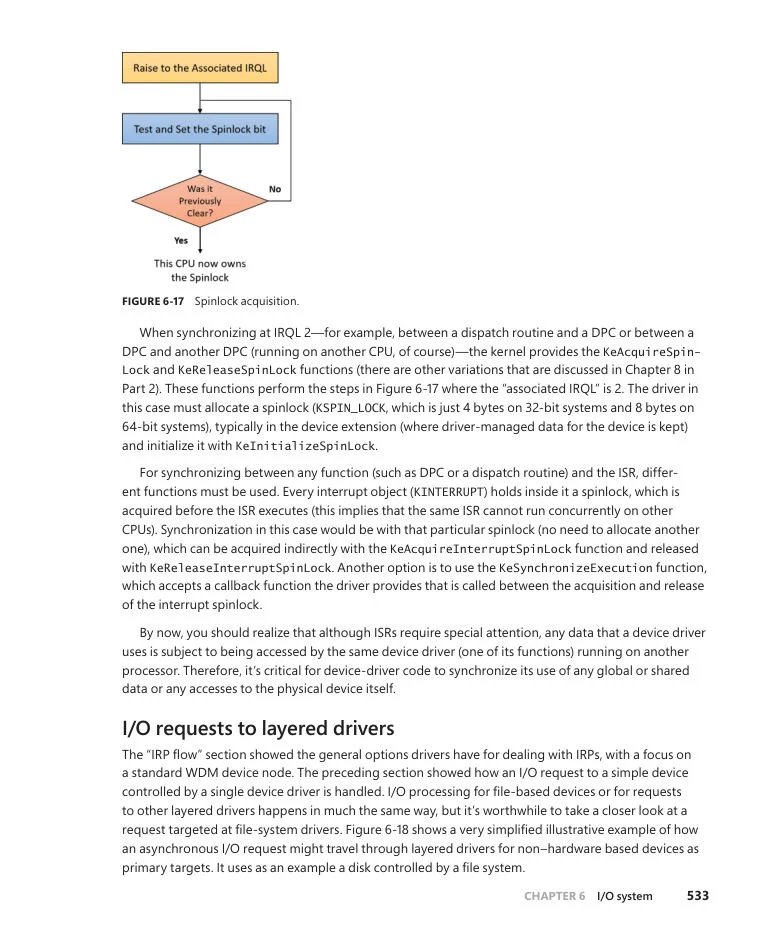 Raise to the Associated IRQL
Test and Set the Spinlock bit
Was it
Previously
Clear?
No
Yes
This CPU now owns
the Spinlock
FIGURE 6-17 Spinlock acquisition.
When synchronizing at IRQL 2—for example, between a dispatch routine and a DPC or between a
DPC and another DPC (running on another CPU, of course)—the kernel provides the KeAcquireSpin-
Lock and KeReleaseSpinLock functions (there are other variations that are discussed in Chapter 8 in
Part 2). These functions perform the steps in Figure 6-17 where the “associated IRQL” is 2. The driver in
this case must allocate a spinlock (KSPIN_LOCK, which is just 4 bytes on 32-bit systems and 8 bytes on
64-bit systems), typically in the device extension (where driver-managed data for the device is kept)
and initialize it with KeInitializeSpinLock.
For synchronizing between any function (such as DPC or a dispatch routine) and the ISR, differ-
ent functions must be used. Every interrupt object (KINTERRUPT) holds inside it a spinlock, which is
acquired before the ISR executes (this implies that the same ISR cannot run concurrently on other
CPUs). Synchronization in this case would be with that particular spinlock (no need to allocate another
one), which can be acquired indirectly with the KeAcquireInterruptSpinLock function and released
with KeReleaseInterruptSpinLock. Another option is to use the KeSynchronizeExecution function,
which accepts a callback function the driver provides that is called between the acquisition and release
of the interrupt spinlock.
By now, you should realize that although ISRs require special attention, any data that a device driver
uses is subject to being accessed by the same device driver (one of its functions) running on another
processor. Therefore, it’s critical for device-driver code to synchronize its use of any global or shared
data or any accesses to the physical device itself.
I/O requests to layered drivers
The “IRP flow” section showed the general options drivers have for dealing with IRPs, with a focus on
a standard WDM device node. The preceding section showed how an I/O request to a simple device
controlled by a single device driver is handled. I/O processing for file-based devices or for requests
to other layered drivers happens in much the same way, but it’s worthwhile to take a closer look at a
request targeted at file-system drivers. Figure 6-18 shows a very simplified illustrative example of how
an asynchronous I/O request might travel through layered drivers for non–hardware based devices as
primary targets. It uses as an example a disk controlled by a file system.
CHAPTER 6 I/O system 533